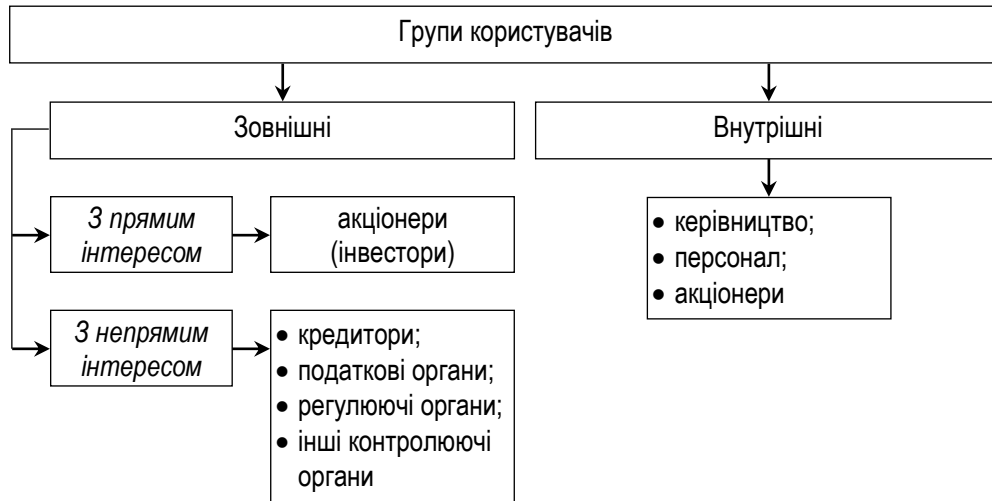 Групи користувачів
Зовнішні
Внутрішні
З прямим
інтересом
акціонери
(інвестори)
• керівництво;
• персонал;
• акціонери
З непрямим
інтересом
• кредитори;
• податкові органи;
• регулюючі органи;
• інші контролюючі
органи